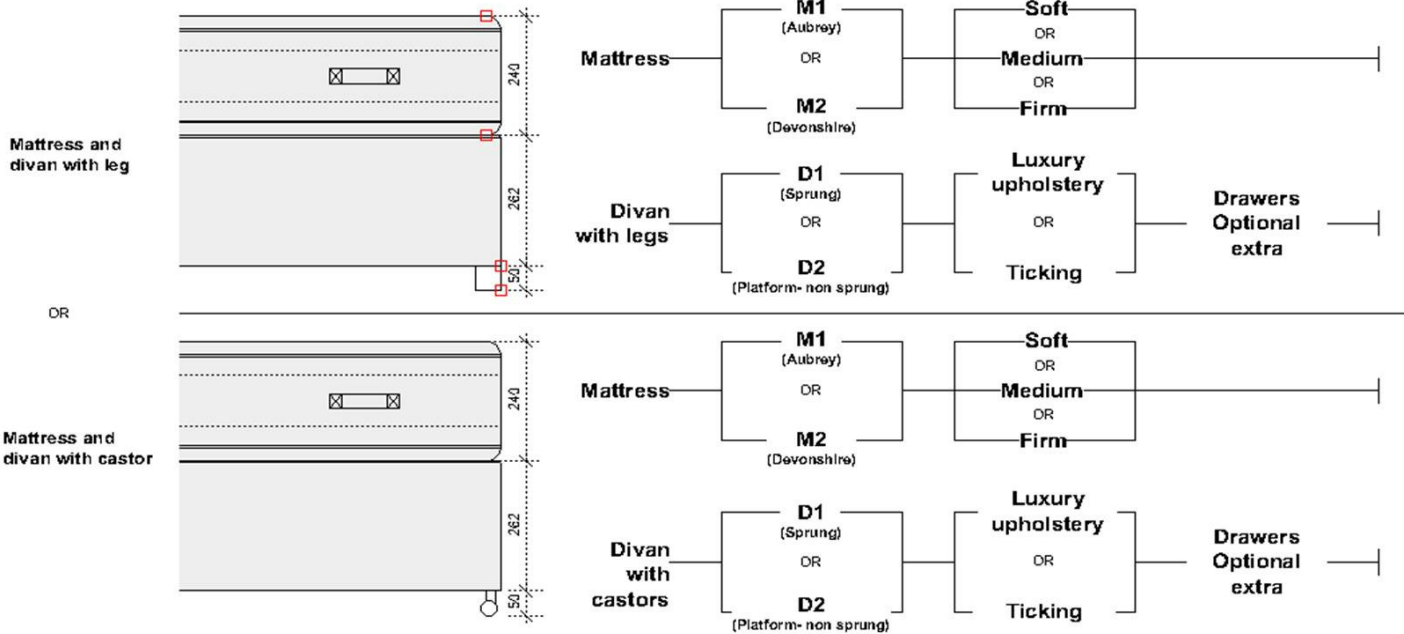 Mattress and
divan with leg
240
262
50
Mattress
M1
(Aubrey)
OR
M2
(Devonshire)
Soft
OR
Medium
OR
Firm
Divan
with legs
D1
(Sprung)
OR
D2
(Platform- non sprung)
Luxury
upholstery
OR
Ticking
Drawers
Optional
extra
OR
Mattress and
divan with castor
240
262
50
Mattress
M1
(Aubrey)
OR
M2
(Devonshire)
Soft
OR
Medium
OR
Firm
Divan
with
castors
D1
(Sprung)
OR
D2
(Platform- non sprung)
Luxury
upholstery
OR
Ticking
Drawers
Optional
extra